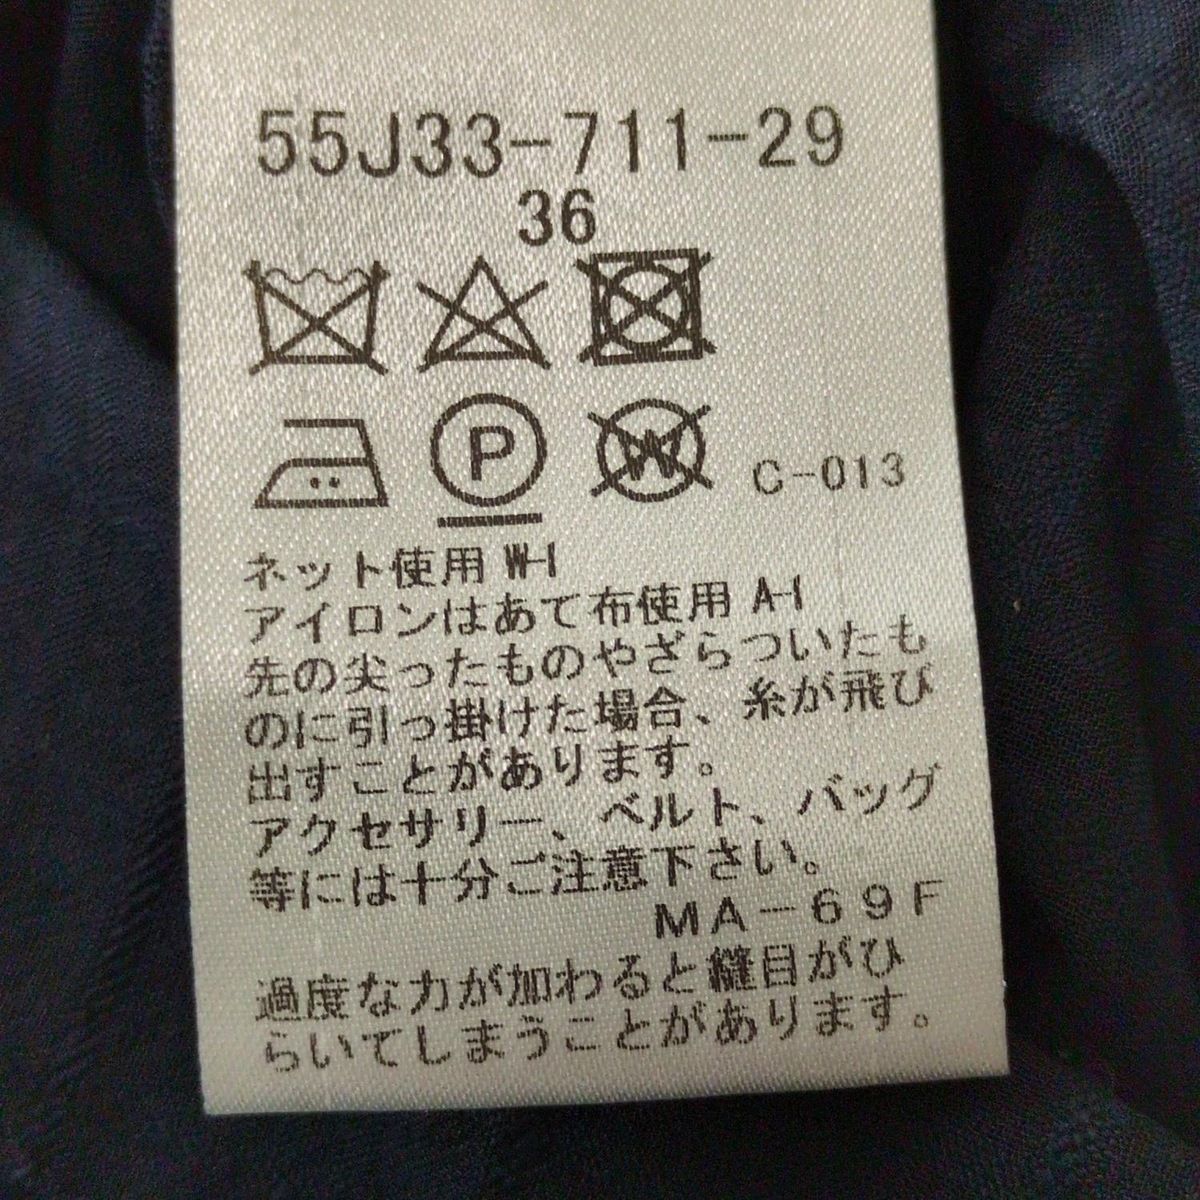 55J33-711-29
36
P
W
C-013
ネット使用 W-1
アイロンはあて布使用 A-1
先の尖ったものやざらついたも
のに引っ掛けた場合、糸が飛び
出すことがあります。
アクセサリー、ベルト、バッグ
等には十分ご注意下さい。
MA-69F
過度な力が加わると縫目がひ
らいてしまうことがあります。